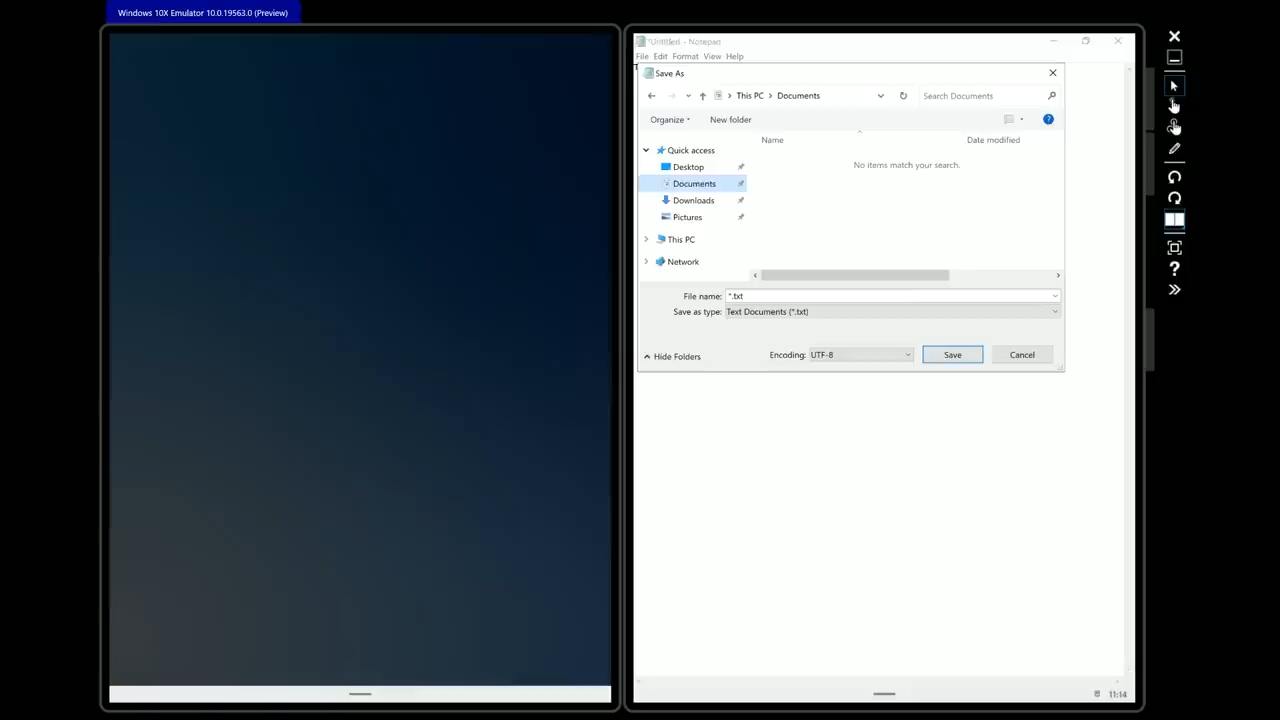 Windows 10X Emulator 10.0.19563.0 (Preview)
*Untitled - Notepad
File Edit Format View Help
Save As
This PC > Documents
Search Documents
Organize
New folder
Name
Date modified
Quick access
No items match your search.
Desktop
Documents
Downloads
Pictures
This PC
Network
File name: *.txt
Save as type: Text Documents (*.txt)
Hide Folders
Encoding: UTF-8
Save
Cancel
11:14